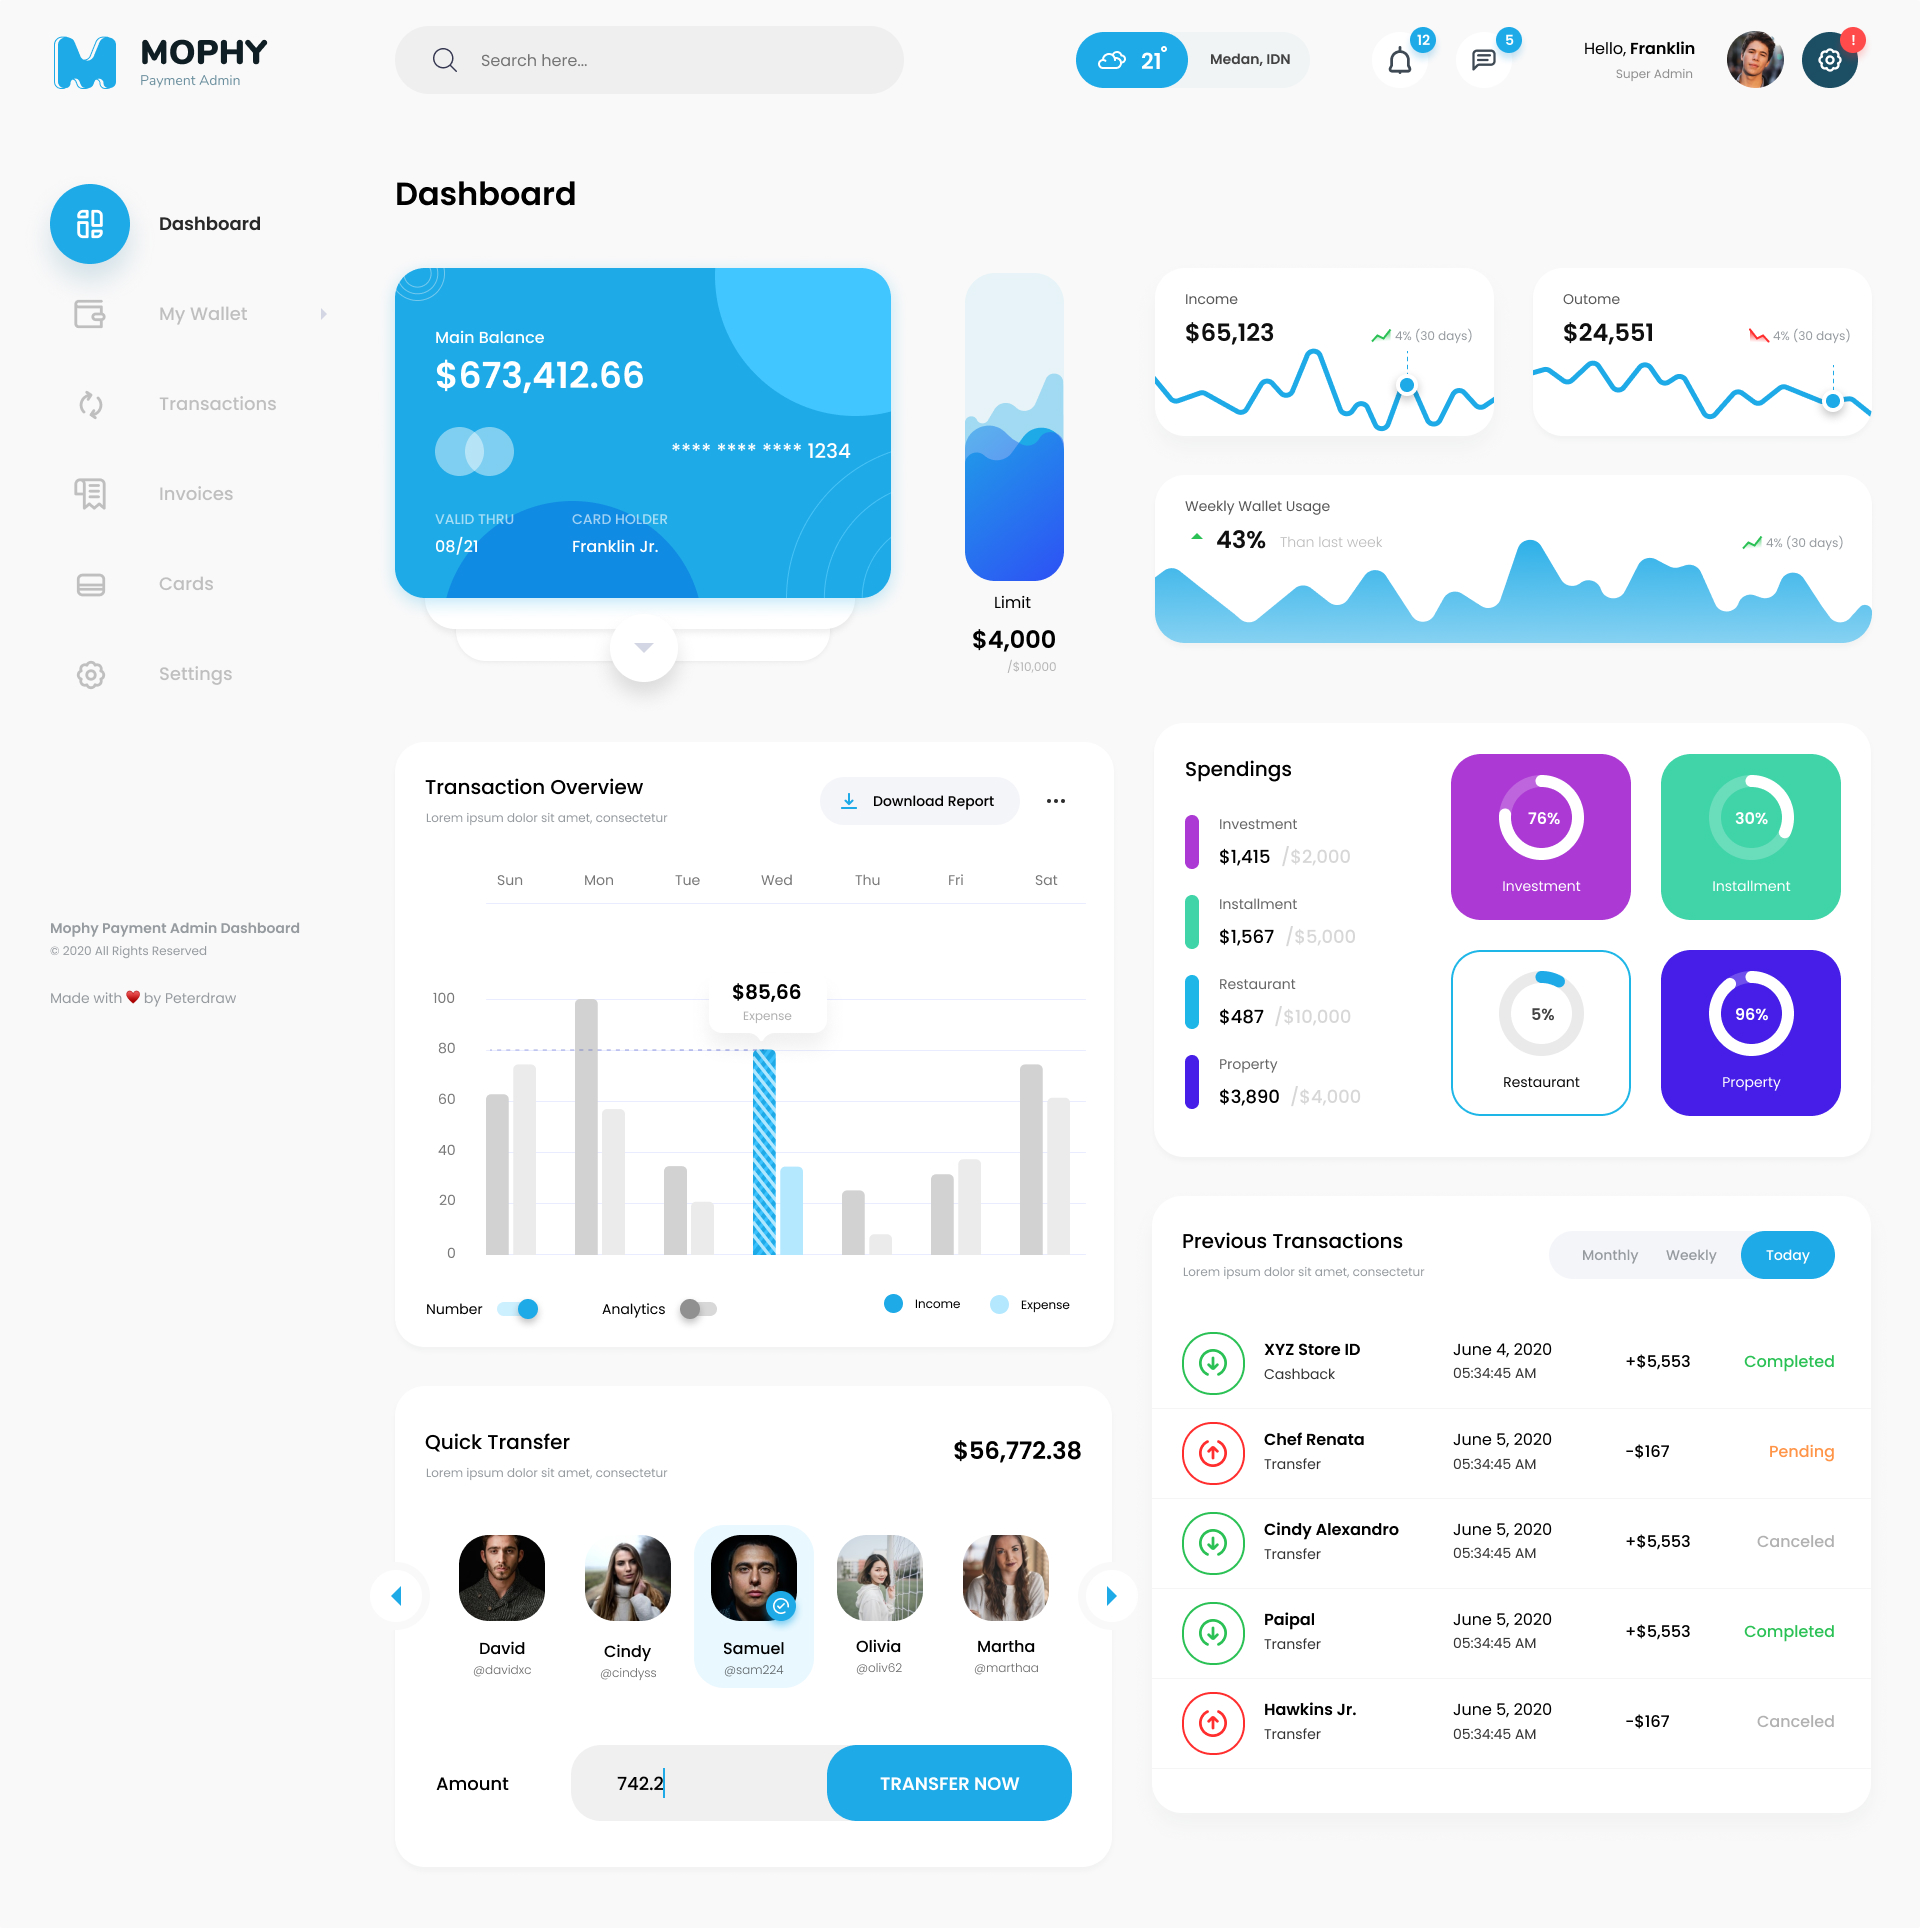 MOPHY
Payment Admin
Search here...
21°
Medan, IDN
12
5
Hello, Franklin
Super Admin
!
Dashboard
My Wallet
Transactions
Invoices
Cards
Settings
Mophy Payment Admin Dashboard
© 2020 All Rights Reserved
Made with ❤ by Peterdraw
Dashboard
Main Balance
$673,412.66
**** **** **** 1234
VALID THRU
CARD HOLDER
08/21
Franklin Jr.
Limit
$4,000
/$10,000
Income
$65,123
4% (30 days)
Outome
$24,551
4% (30 days)
Weekly Wallet Usage
43%
Than last week
4% (30 days)
Transaction Overview
Lorem ipsum dolor sit amet, consectetur
Download Report
Sun Mon Tue Wed Thu Fri Sat
$85,66
Expense
100
80
60
40
20
0
Number
Analytics
Income
Expense
Spendings
Investment
$1,415 /$2,000
Installment
$1,567 /$5,000
Restaurant
$487 /$10,000
Property
$3,890 /$4,000
76%
Investment
30%
Installment
5%
Restaurant
96%
Property
Quick Transfer
Lorem ipsum dolor sit amet, consectetur
$56,772.38
David
@davidxc
Cindy
@cindyss
Samuel
@sam224
Olivia
@oliv62
Martha
@marthaa
Amount
742.2
TRANSFER NOW
Previous Transactions
Lorem ipsum dolor sit amet, consectetur
Monthly
Weekly
Today
XYZ Store ID
Cashback
June 4, 2020
05:34:45 AM
+$5,553
Completed
Chef Renata
Transfer
June 5, 2020
05:34:45 AM
-$167
Pending
Cindy Alexandro
Transfer
June 5, 2020
05:34:45 AM
+$5,553
Canceled
Paipal
Transfer
June 5, 2020
05:34:45 AM
+$5,553
Completed
Hawkins Jr.
Transfer
June 5, 2020
05:34:45 AM
-$167
Canceled